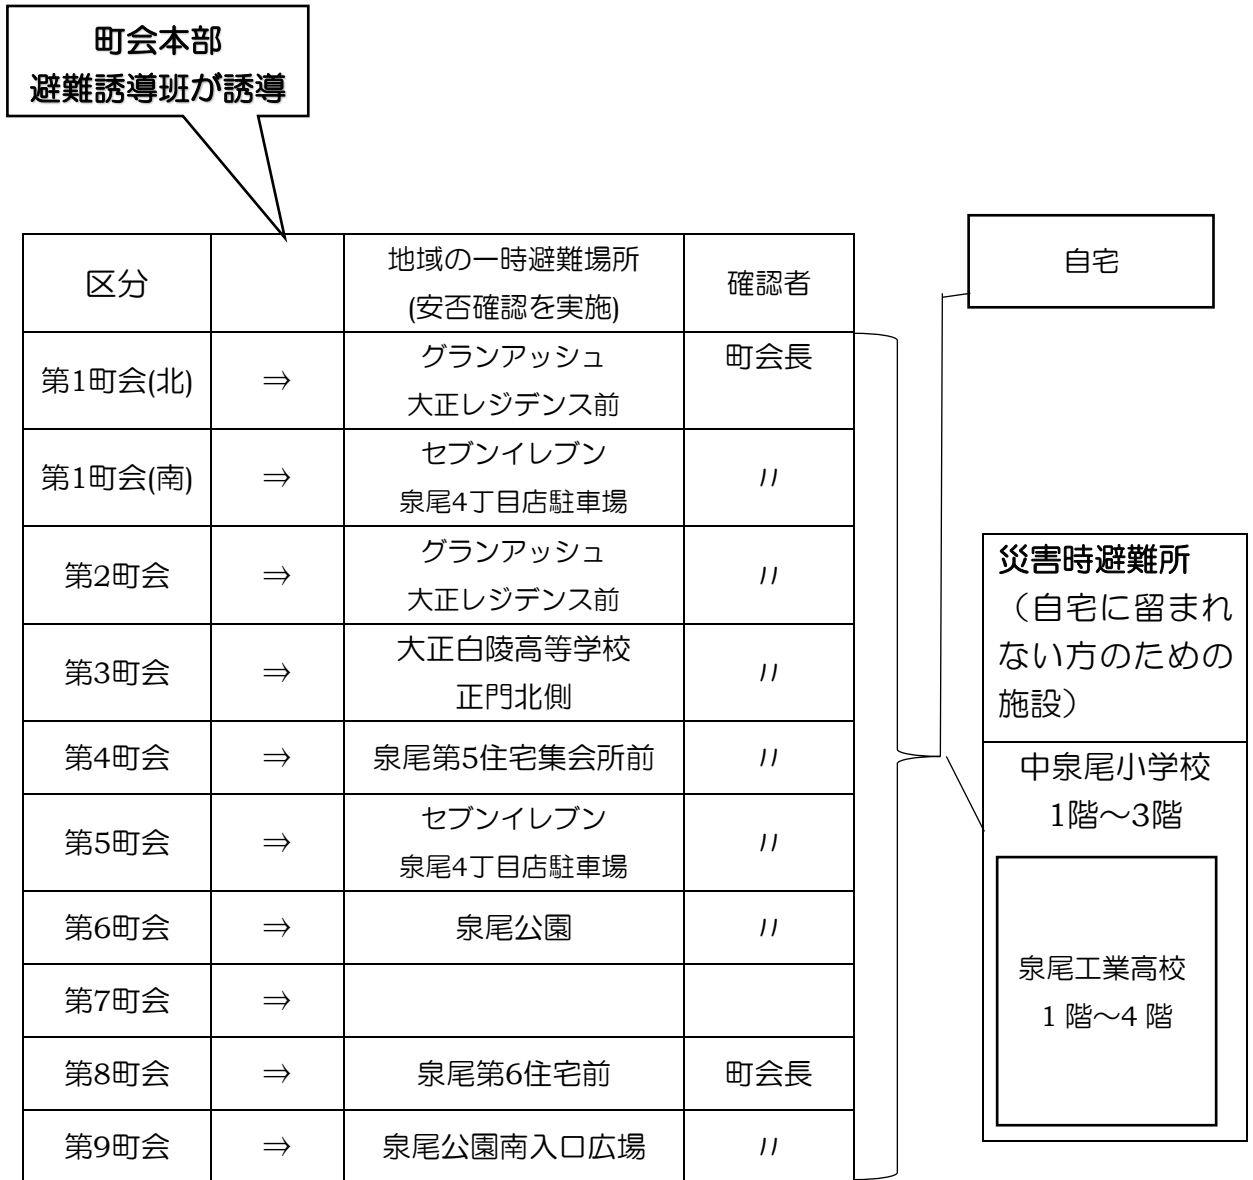 町会本部
避難誘導班が誘導
区分
地域の一時避難場所
(安否確認を実施)
確認者
自宅
第1町会(北)
⇒
グランアッシュ
大正レジデンス前
町会長
第1町会(南)
⇒
セブンイレブン
泉尾4丁目店駐車場
〃
第2町会
⇒
グランアッシュ
大正レジデンス前
〃
第3町会
⇒
大正白陵高等学校
正門北側
〃
第4町会
⇒
泉尾第5住宅集会所前
〃
第5町会
⇒
セブンイレブン
泉尾4丁目店駐車場
〃
第6町会
⇒
泉尾公園
〃
第7町会
⇒
第8町会
⇒
泉尾第6住宅前
町会長
第9町会
⇒
泉尾公園南入口広場
〃
災害時避難所
（自宅に留まれ
ない方のための
施設）
中泉尾小学校
1階～3階
泉尾工業高校
1 階～4 階